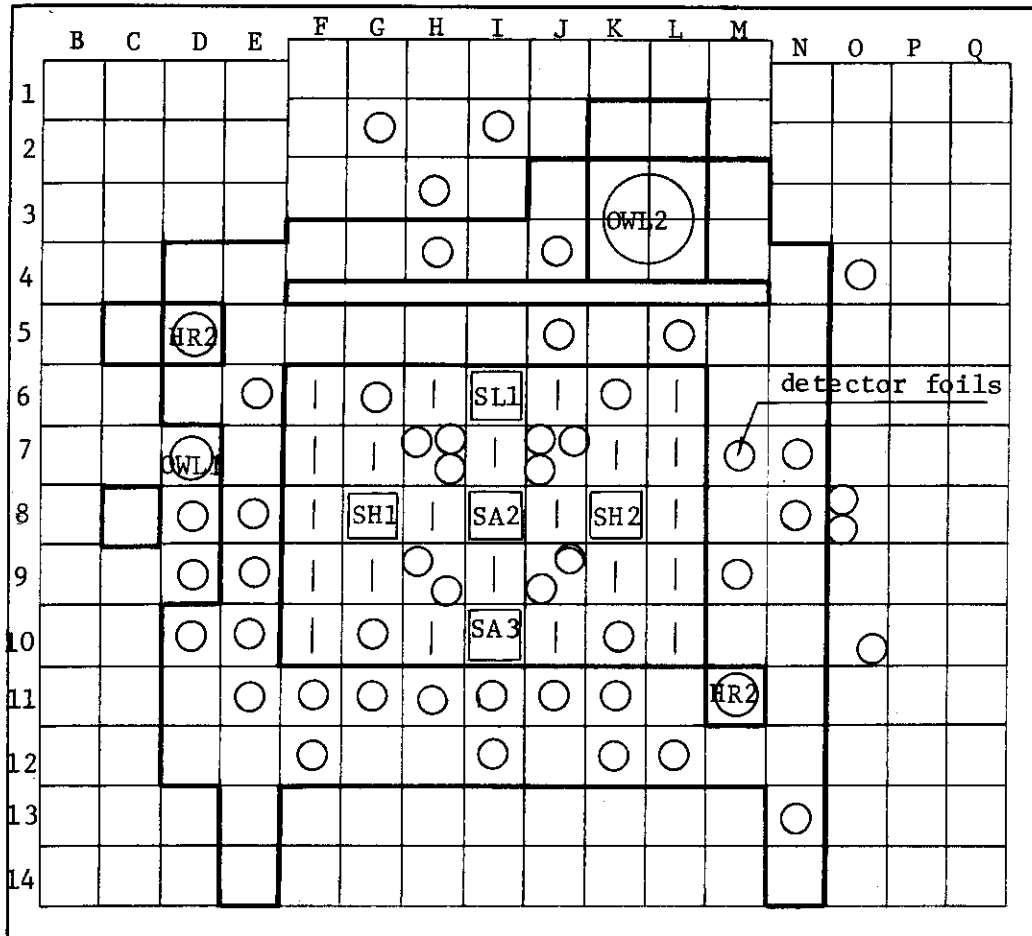 B C D E F G H I J K L M N O P Q
1
2
3 OWL2
4
5 HR2
6 SL1 detector foils
7 OWL1
8 SH1 SA2 SH2
9
10 SA3
11 HR2
12
13
14